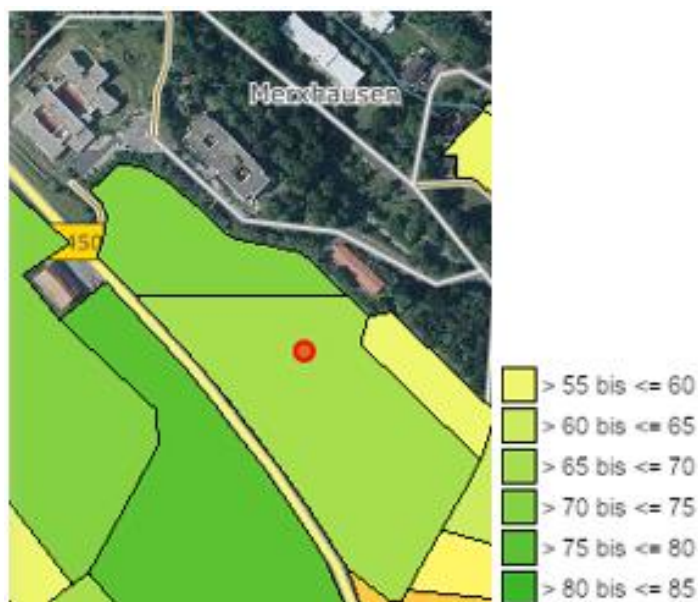 Merxhausen
450
> 55 bis <= 60
> 60 bis <= 65
> 65 bis <= 70
> 70 bis <= 75
> 75 bis <= 80
> 80 bis <= 85